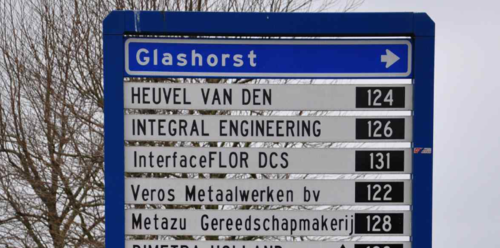 Glashorst
HEUVEL VAN DEN 124
INTEGRAL ENGINEERING 126
InterfaceFLOR DCS 131
Veros Metaalwerken bv 122
Metazu Gereedschapmakerij 128